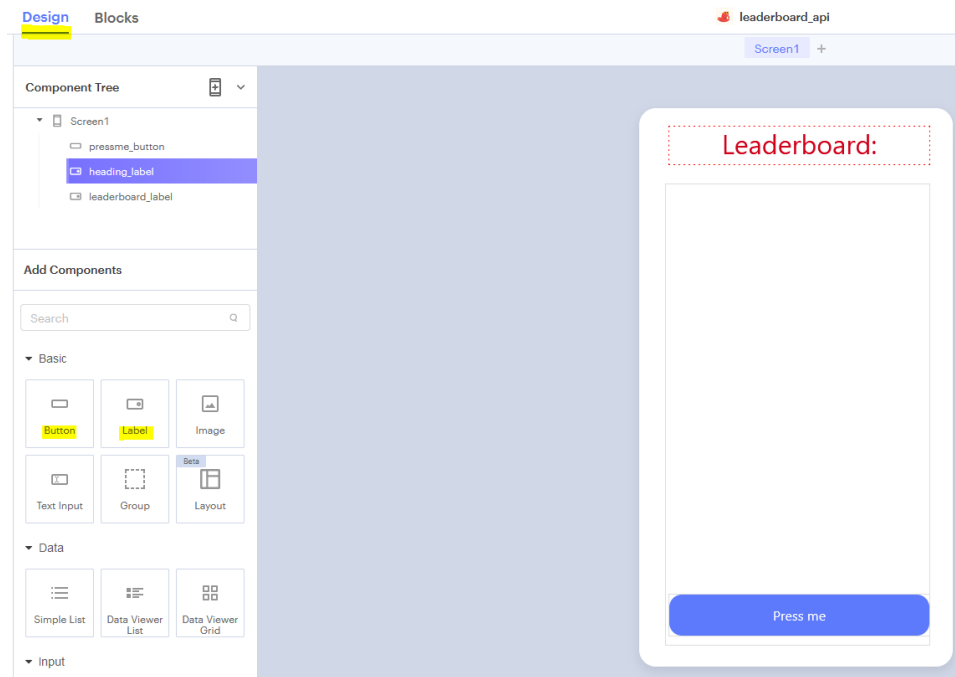 Design Blocks leaderboard_api
Screen1 +
Component Tree
Screen1
pressme_button
heading_label
leaderboard_label
Add Components
Search
Basic
Button Label Image
Beta
Text Input Group Layout
Data
Simple List Data Viewer List Data Viewer Grid
Input
Leaderboard:
Press me